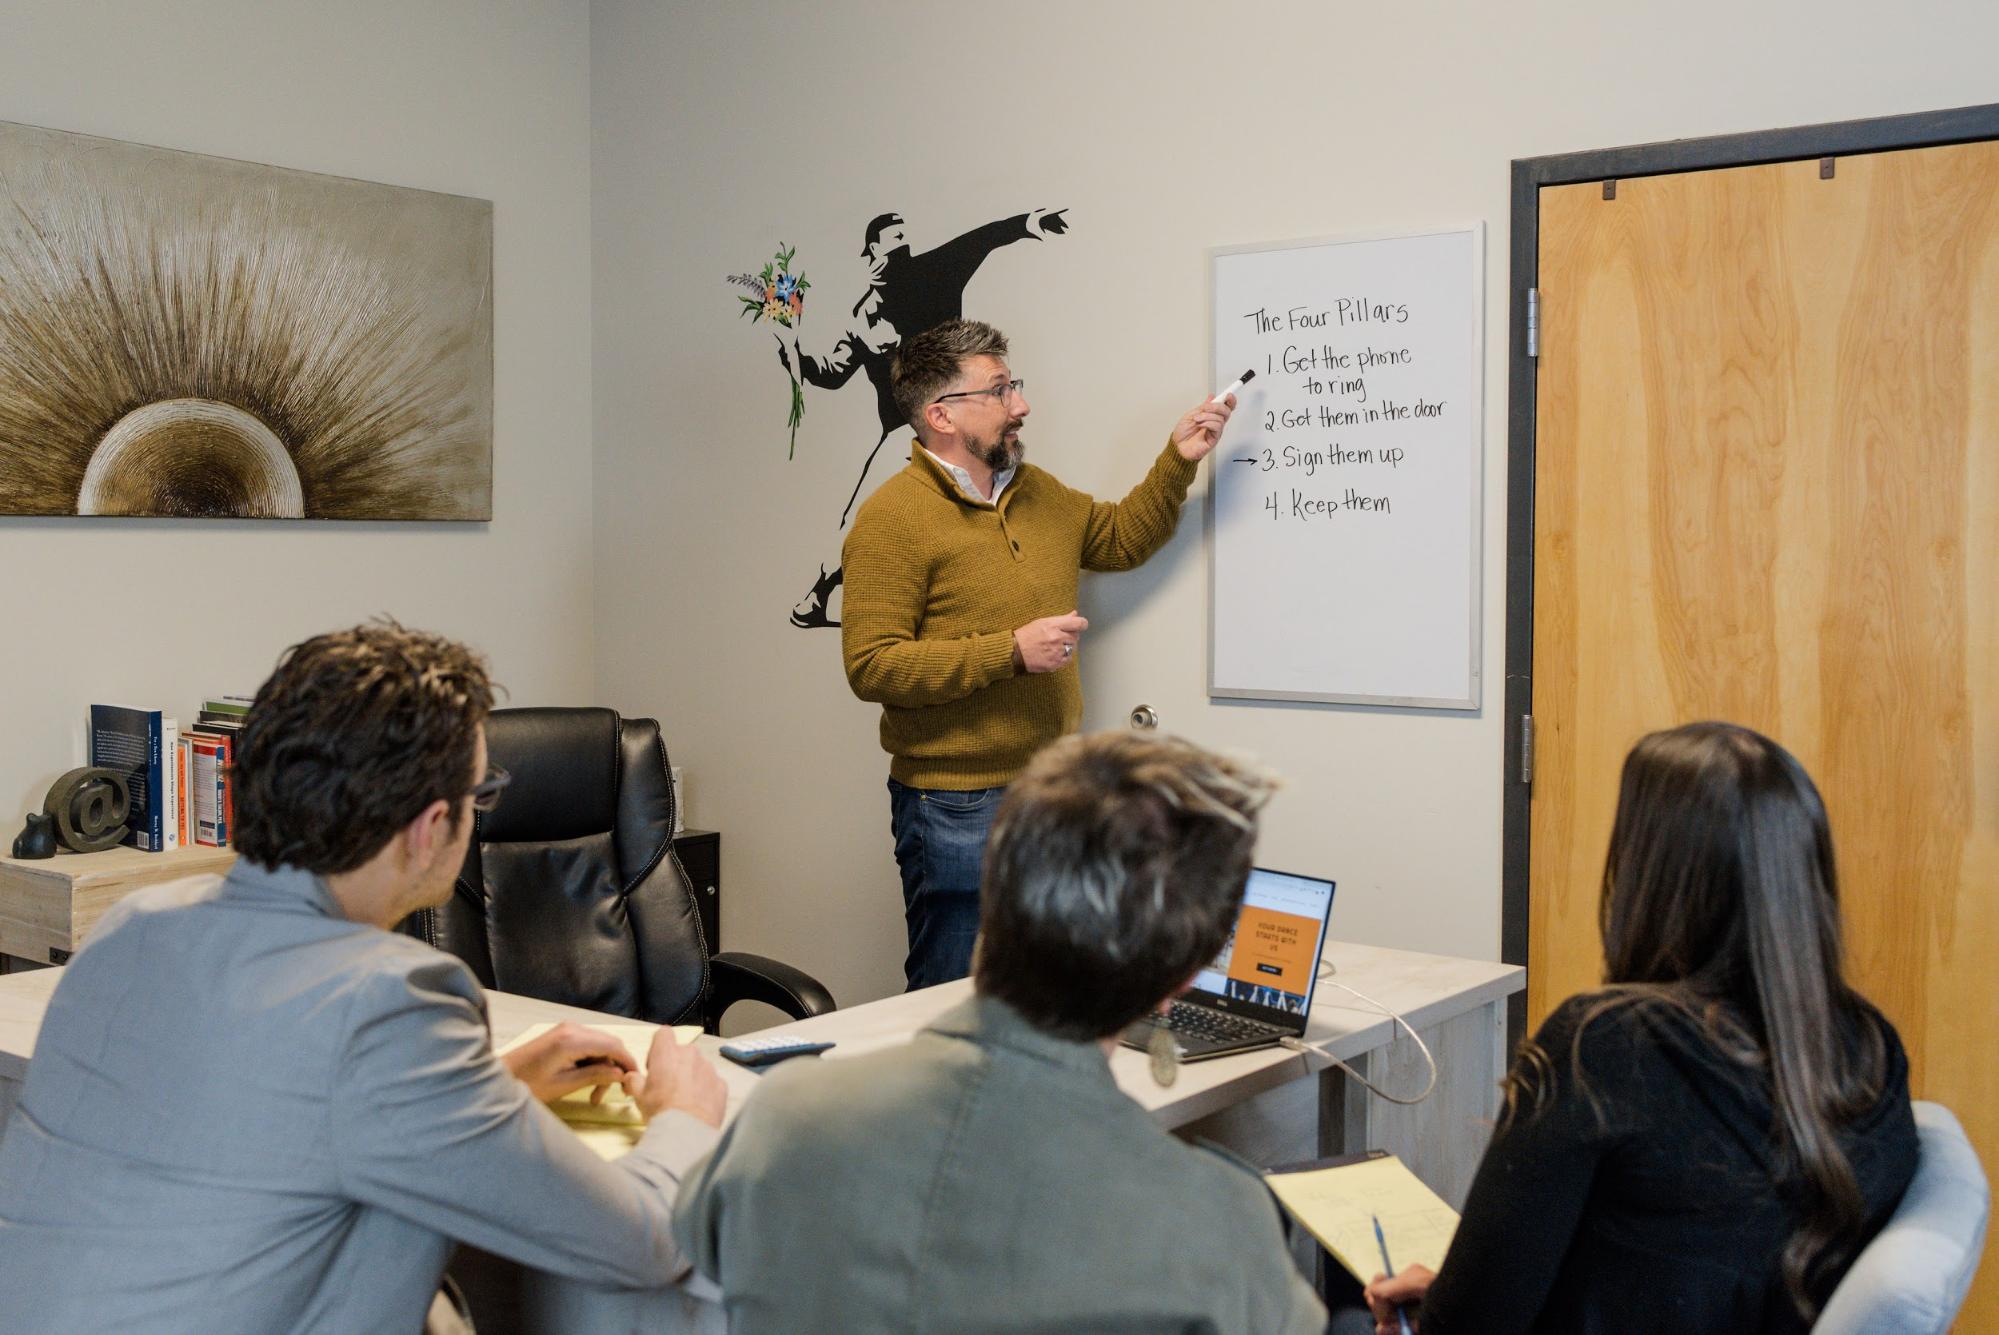 The Four Pillars
1. Get the phone
to ring
2. Get them in the door
→ 3. Sign them up
4. Keep them
@
YOUR DANCE
STARTS WITH
US
DELL